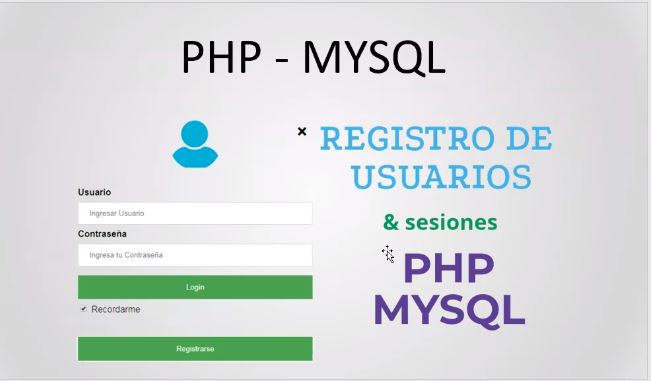 PHP - MYSQL
×
REGISTRO DE
USUARIOS
& sesiones
PHP
MYSQL
Usuario
Ingresar Usuario
Contraseña
Ingresa tu Contraseña
Login
Recordarme
Registrarse